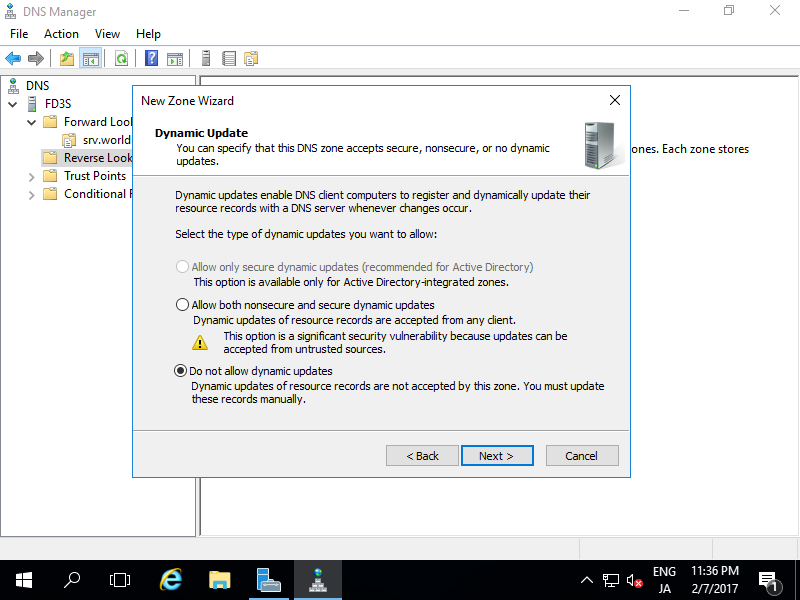 DNS Manager
File Action View Help
DNS
FD3S
Forward Look
srv.world
Reverse Look
Trust Points
Conditional F
ones. Each zone stores
New Zone Wizard
Dynamic Update
You can specify that this DNS zone accepts secure, nonsecure, or no dynamic
updates.
Dynamic updates enable DNS client computers to register and dynamically update their
resource records with a DNS server whenever changes occur.
Select the type of dynamic updates you want to allow:
Allow only secure dynamic updates (recommended for Active Directory)
This option is available only for Active Directory-integrated zones.
Allow both nonsecure and secure dynamic updates
Dynamic updates of resource records are accepted from any client.
This option is a significant security vulnerability because updates can be
accepted from untrusted sources.
Do not allow dynamic updates
Dynamic updates of resource records are not accepted by this zone. You must update
these records manually.
< Back Next > Cancel
ENG 11:36 PM
JA 2/7/2017
1